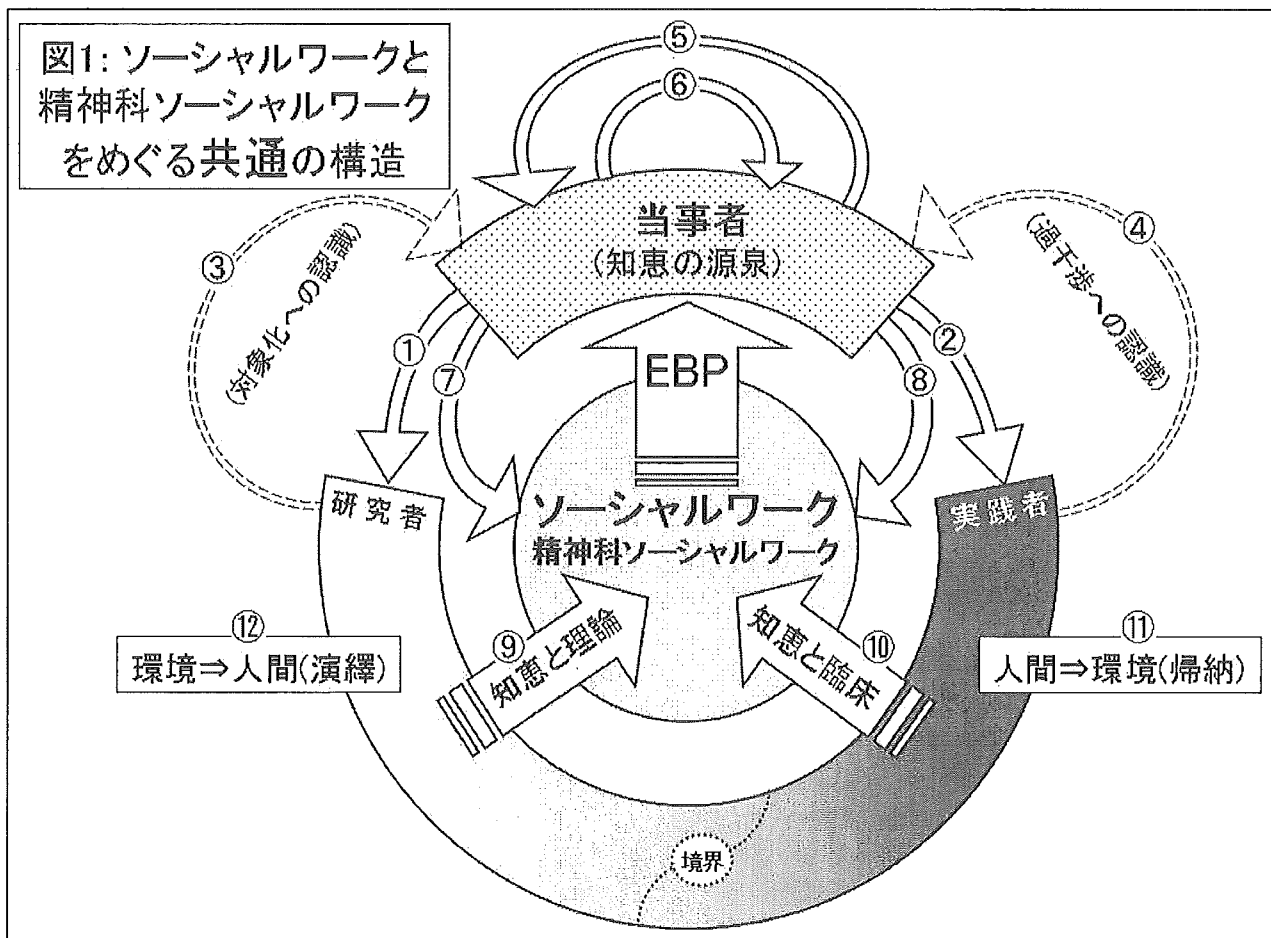 図1: ソーシャルワークと
精神科ソーシャルワーク
をめぐる共通の構造
⑤
⑥
当事者
(知恵の源泉)
③
(対象化への認識)
④
(過干渉への認識)
①
⑦
EBP
⑧
②
研究者
ソーシャルワーク
精神科ソーシャルワーク
実践者
⑫
環境⇒人間(演繹)
⑨
知恵と理論
知恵と臨床
⑩
⑪
人間⇒環境(帰納)
境界